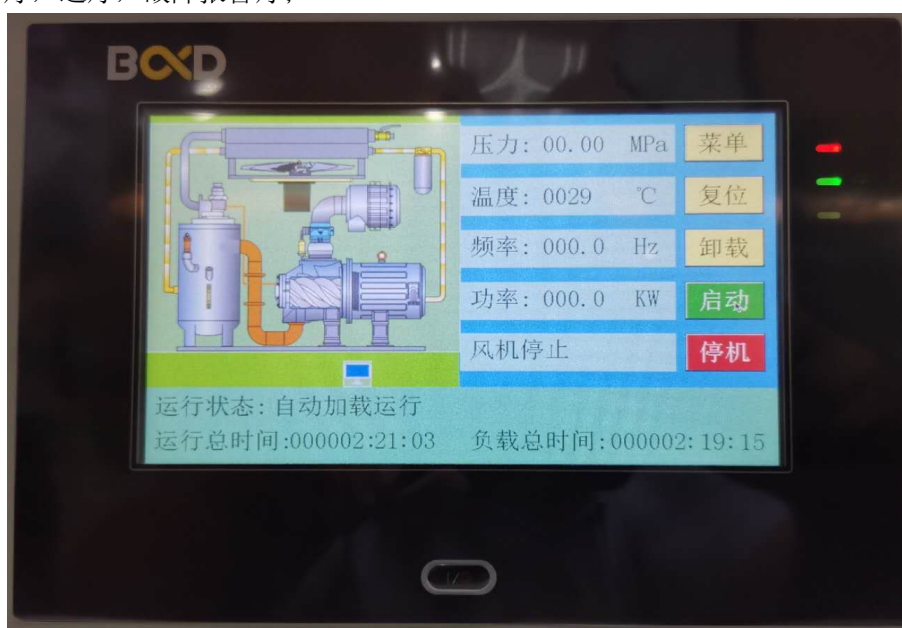 BOXD
压力: 00.00 MPa 菜单
温度: 0029 ℃ 复位
频率: 000.0 Hz 卸载
功率: 000.0 KW 启动
风机停止 停机
运行状态: 自动加载运行
运行总时间:000002:21:03 负载总时间:000002:19:15